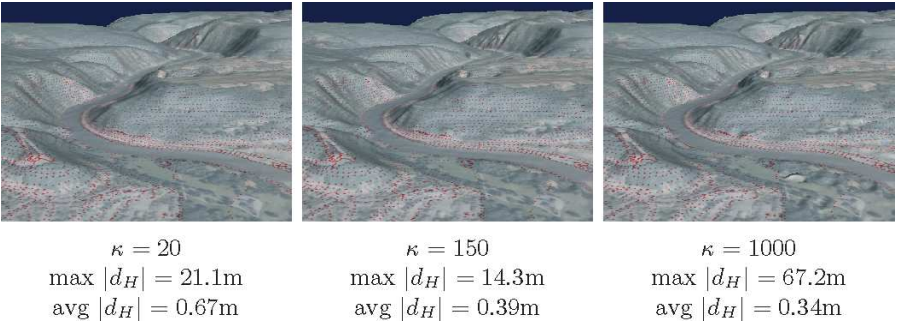 κ = 20
max |d_H| = 21.1m
avg |d_H| = 0.67m
κ = 150
max |d_H| = 14.3m
avg |d_H| = 0.39m
κ = 1000
max |d_H| = 67.2m
avg |d_H| = 0.34m